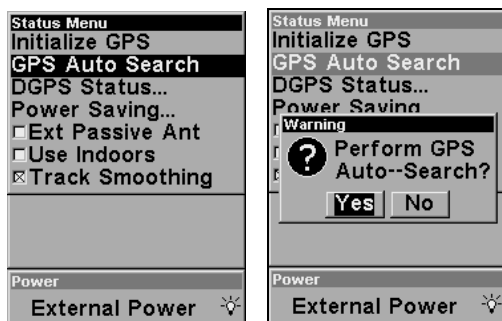 Status Menu
Initialize GPS
GPS Auto Search
DGPS Status...
Power Saving...
Ext Passive Ant
Use Indoors
Track Smoothing
Power
External Power
Status Menu
Initialize GPS
GPS Auto Search
DGPS Status...
Power Saving
Warning
Perform GPS
Auto--Search?
Yes No
Power
External Power